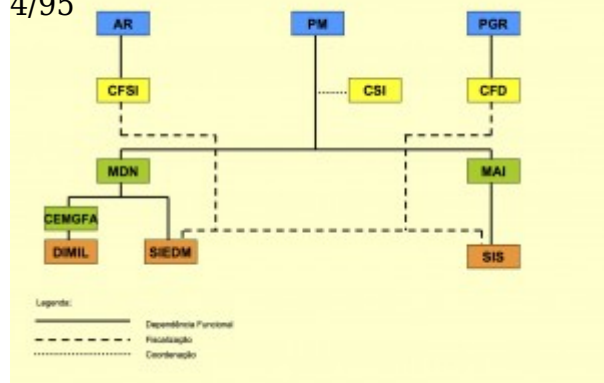 4/95
AR PM PGR
CFSI CSI CFD
MDN MAI
CEMGFA
DIMIL SIEDM SIS
Legenda:
Dependência Funcional
Fiscalização
Coordenação